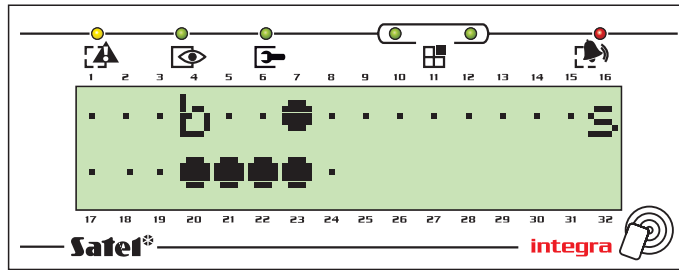 1 2 3 4 5 6 7 8 9 10 11 12 13 14 15 16
· · · b · · ● · · · · · · · · s
· · · ● ● ● ● ·
17 18 19 20 21 22 23 24 25 26 27 28 29 30 31 32
Satel integra